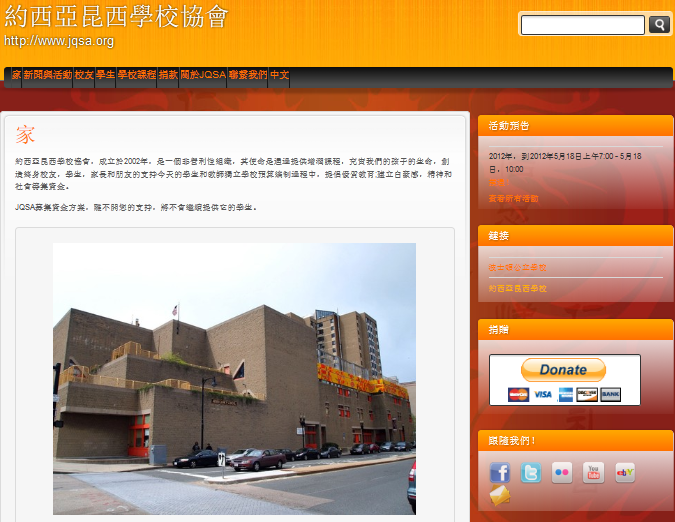 約西亞昆西學校協會
http://www.jqsa.org
家 新聞與活動 校友 學生 學校課程 捐款 關於JQSA 聯繫我們 中文
家
約西亞昆西學校協會，成立於2002年，是一個非營利性組織，其使命是通過提供增潤課程，充實我們的孩子的生命，創
造終身校友，學生，家長和朋友的支持今天的學生和教師獨立學校預算編制過程中，提倡優質教育建立自豪感，精神和
社會籌集資金。
JQSA募集資金方案，離不開您的支持，將不會繼續提供它的學生。
活動預告
2012年，到2012年5月18日上午7:00 - 5月18
日，10:00
查看所有活動
鏈接
波士頓公立學校
約西亞昆西學校
捐贈
Donate
MasterCard VISA DISCOVER BANK
跟隨我們！
You Tube
ebY